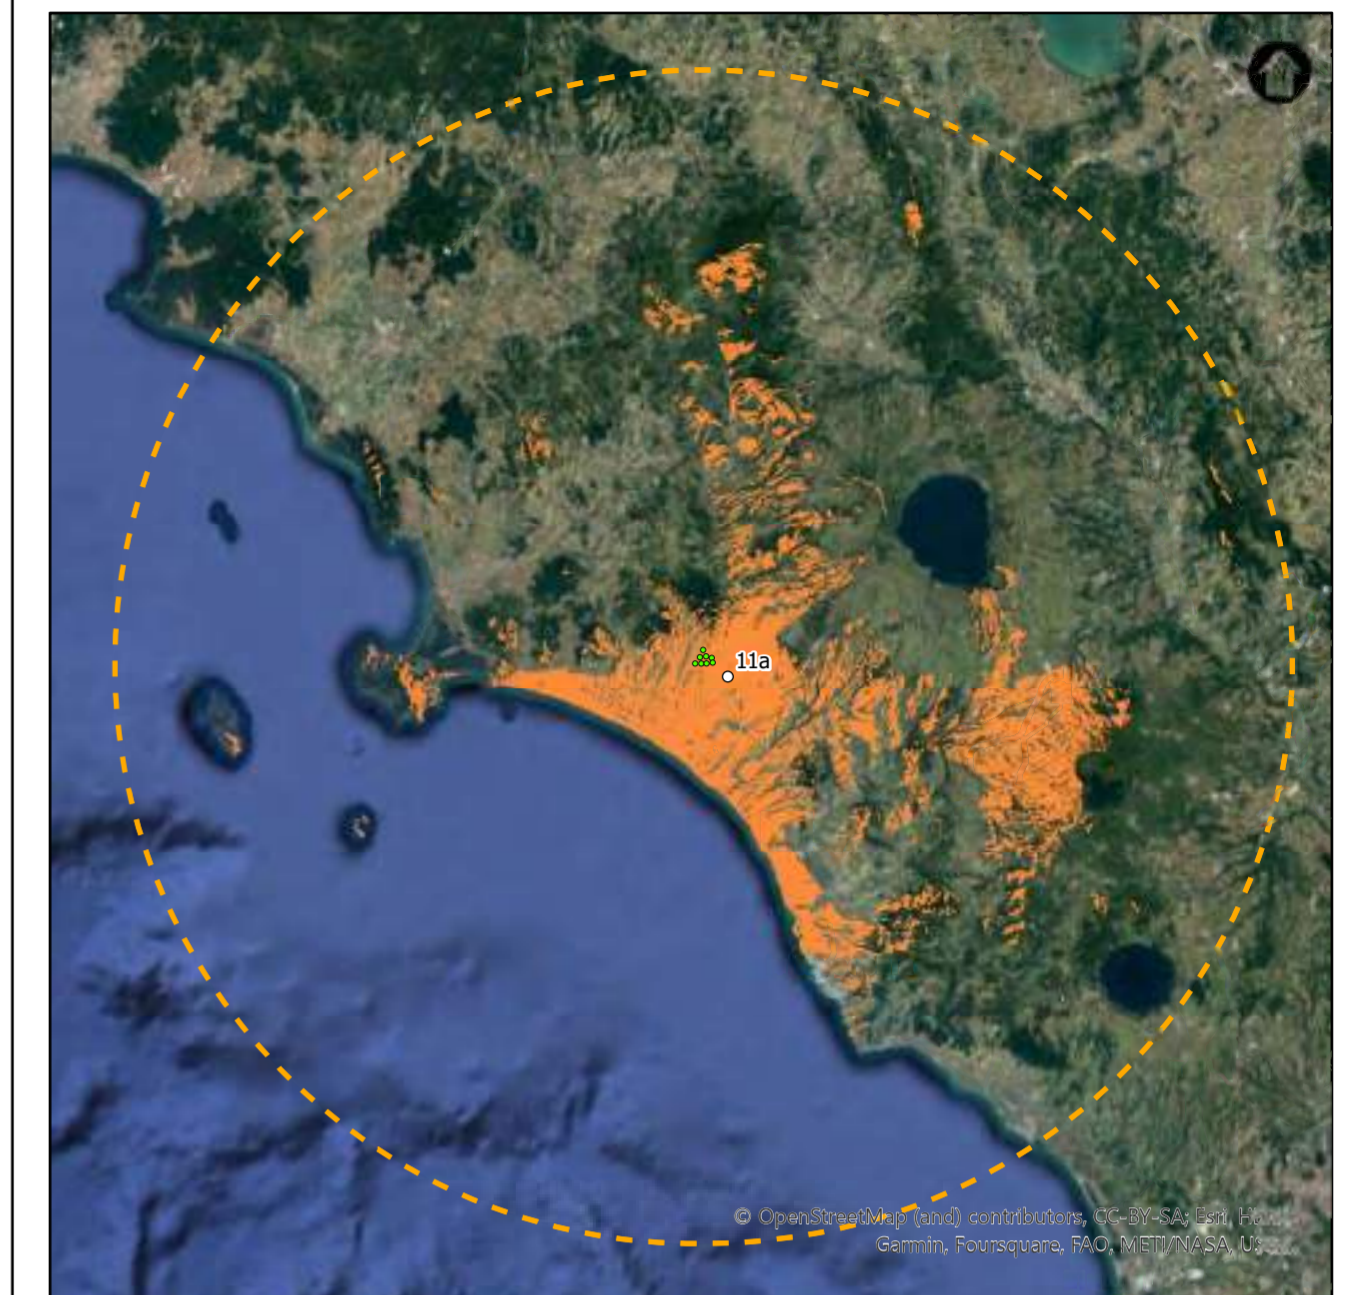 11a
© OpenStreetMap (and) contributors, CC-BY-SA; Esri,
Garmin, Foursquare, FAO, METI/NASA,